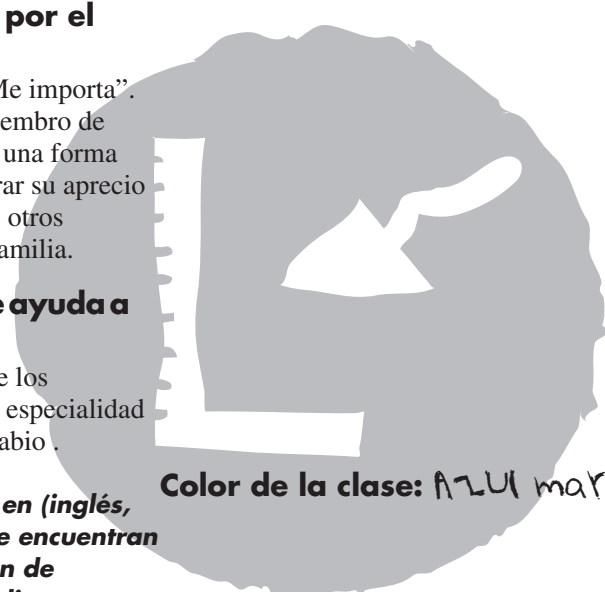 por el
Me importa”.
embro de
una forma
rar su aprecio
otros
amilia.
e ayuda a
e los
especialidad
abio .
en (inglés,
e encuentran
n de
Color de la clase: AZUl mar